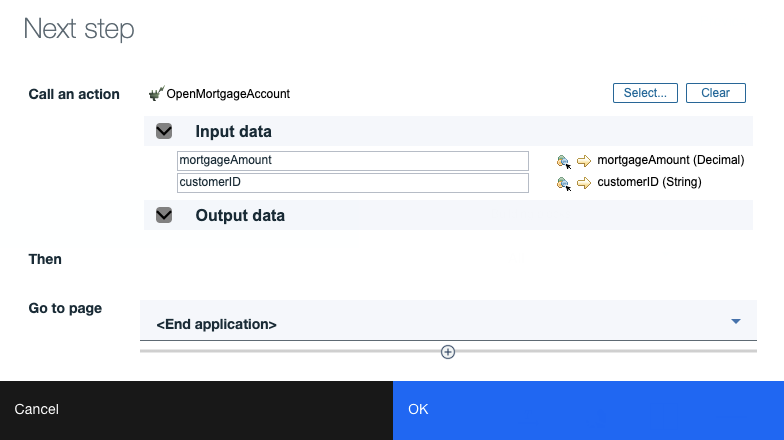 Next step
Call an action OpenMortgageAccount Select... Clear
Input data
mortgageAmount mortgageAmount (Decimal)
customerID customerID (String)
Output data
Then
Go to page
<End application>
Cancel OK